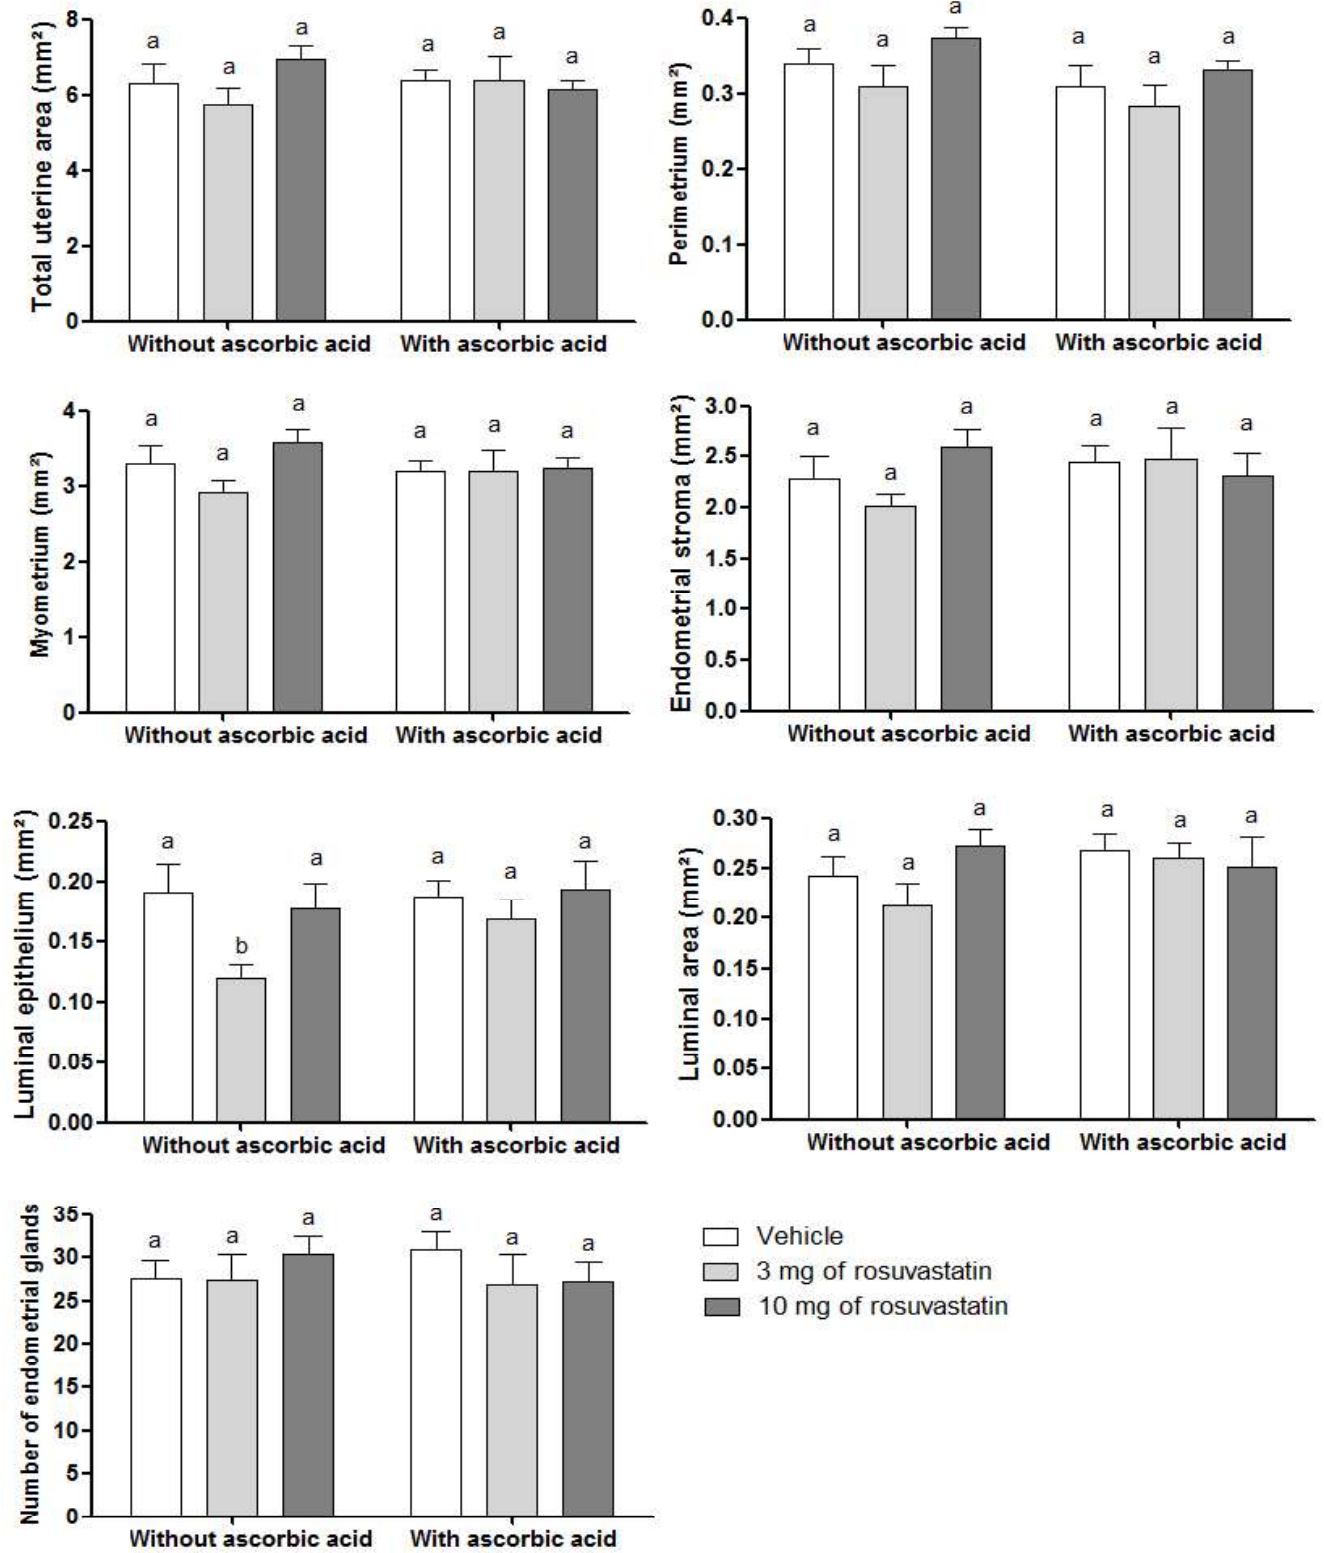 Total uterine area (mm²)
8
6
4
2
0
a
a
a
a
a
a
Without ascorbic acid
With ascorbic acid
Perimetrium (mm²)
0.4
0.3
0.2
0.1
0.0
a
a
a
a
a
a
Without ascorbic acid
With ascorbic acid
Myometrium (mm²)
4
3
2
1
0
a
a
a
a
a
a
Without ascorbic acid
With ascorbic acid
Endometrial stroma (mm²)
3.0
2.5
2.0
1.5
1.0
0.5
0.0
a
a
a
a
a
a
Without ascorbic acid
With ascorbic acid
Luminal epithelium (mm²)
0.25
0.20
0.15
0.10
0.05
0.00
a
b
a
a
a
a
Without ascorbic acid
With ascorbic acid
Luminal area (mm²)
0.30
0.25
0.20
0.15
0.10
0.05
0.00
a
a
a
a
a
a
Without ascorbic acid
With ascorbic acid
Number of endometrial glands
35
30
25
20
15
10
5
0
a
a
a
a
a
a
Without ascorbic acid
With ascorbic acid
Vehicle
3 mg of rosuvastatin
10 mg of rosuvastatin